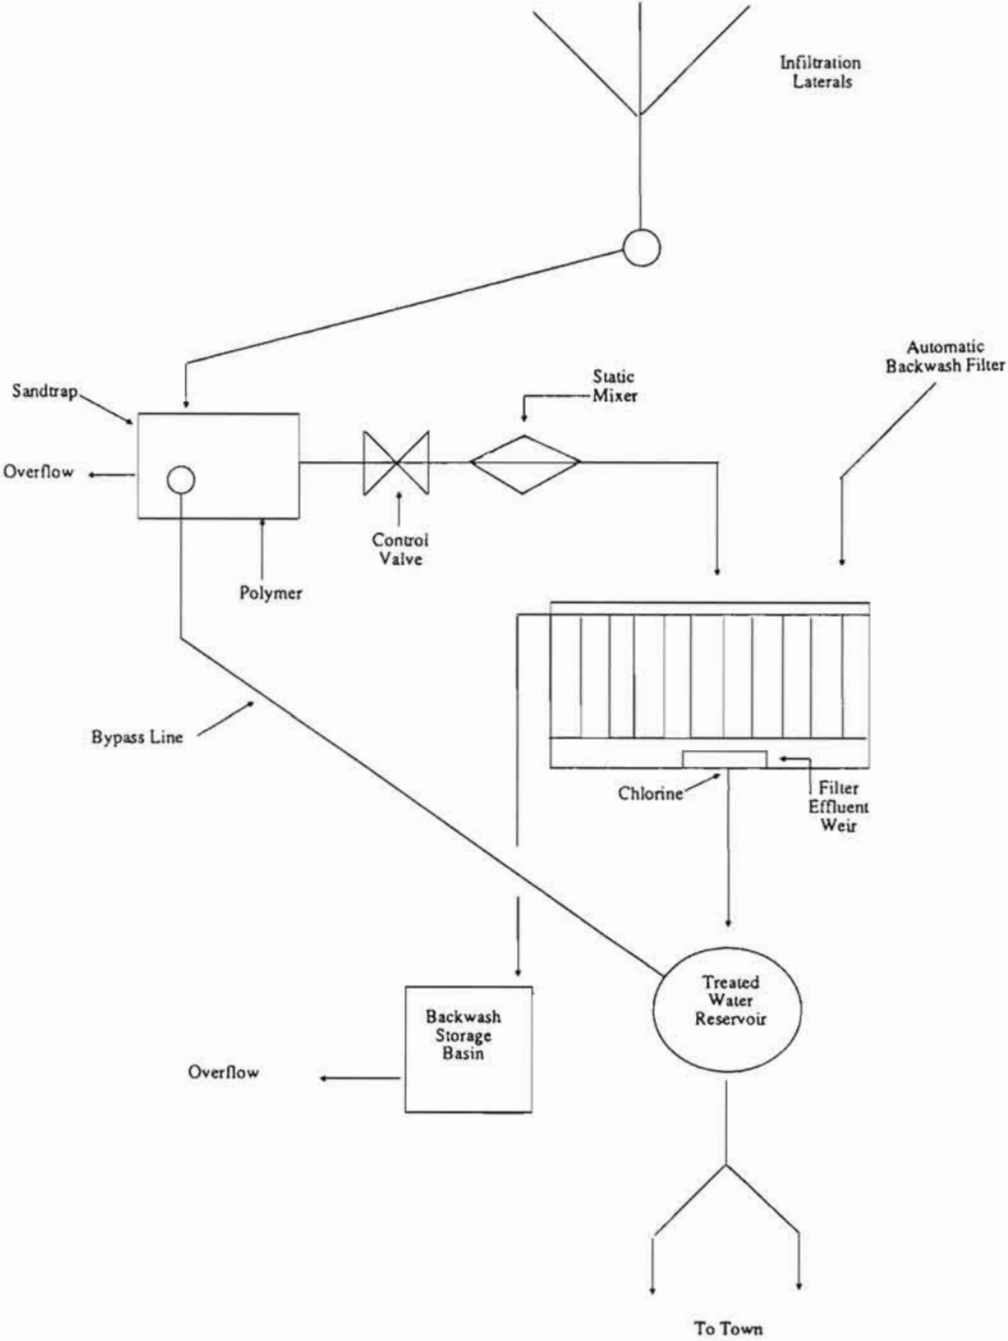 Infiltration
Laterals
Automatic
Backwash Filter
Static
Mixer
Sandtrap
Overflow
Control
Valve
Polymer
Bypass Line
Chlorine
Filter
Effluent
Weir
Treated
Water
Reservoir
Backwash
Storage
Basin
Overflow
To Town